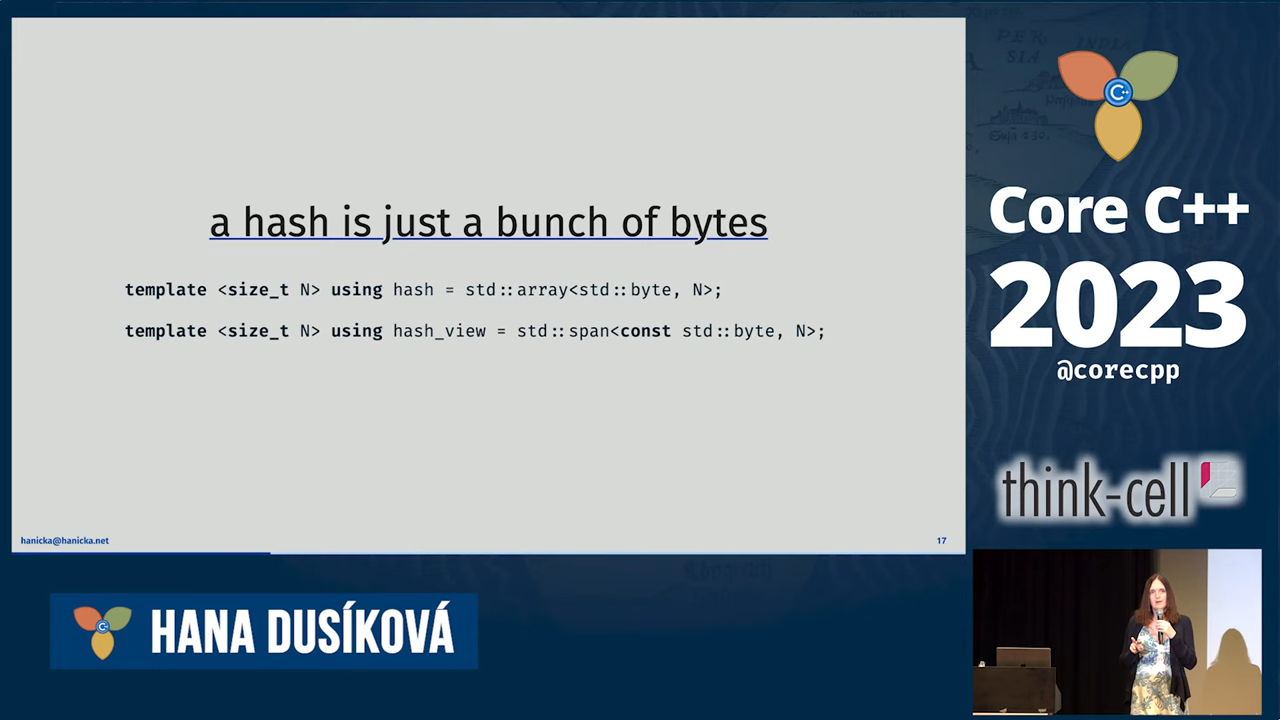 a hash is just a bunch of bytes
template <size_t N> using hash = std::array<std::byte, N>;
template <size_t N> using hash_view = std::span<const std::byte, N>;
hanicka@hanicka.net
17
HANA DUSÍKOVÁ
C++
Core C++
2023
@corecpp
think-cell